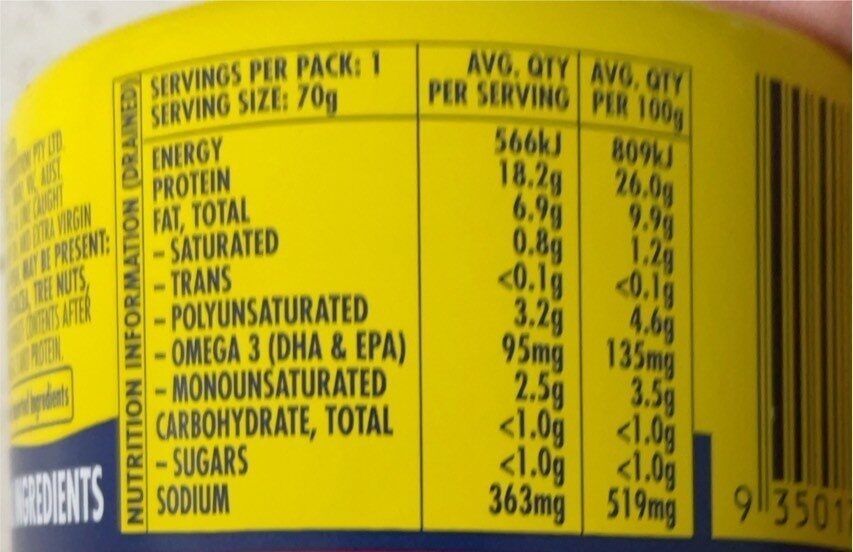 PTY LTD.
VIC, AUST.
CAUGHT
EXTRA VIRGIN
MAY BE PRESENT:
TREE NUTS,
CONTENTS AFTER
PROTEIN.
Ingredients
INGREDIENTS
NUTRITION INFORMATION (DRAINED)
SERVINGS PER PACK: 1
SERVING SIZE: 70g
AVG. QTY PER SERVING
AVG. QTY PER 100g
ENERGY 566kJ 809kJ
PROTEIN 18.2g 26.0g
FAT, TOTAL 6.9g 9.9g
- SATURATED 0.8g 1.2g
- TRANS <0.1g <0.1g
- POLYUNSATURATED 3.2g 4.6g
- OMEGA 3 (DHA & EPA) 95mg 135mg
- MONOUNSATURATED 2.5g 3.5g
CARBOHYDRATE, TOTAL <1.0g <1.0g
- SUGARS <1.0g <1.0g
SODIUM 363mg 519mg
9 3501